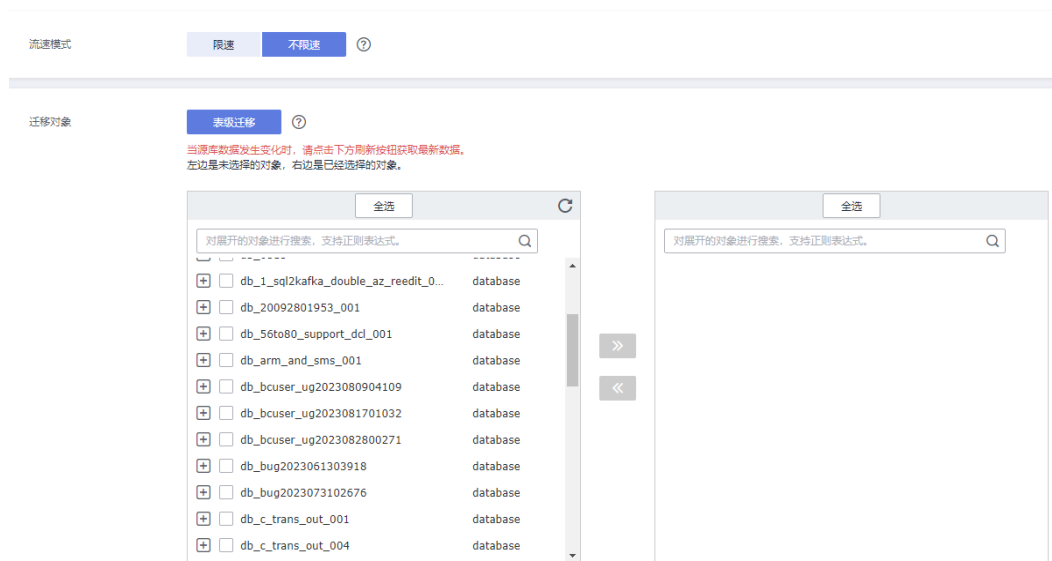 流速模式
限速 不限速 ?
迁移对象
表级迁移 ?
当源库数据发生变化时，请点击下方刷新按钮获取最新数据。
左边是未选择的对象，右边是已经选择的对象。
全选
对展开的对象进行搜索，支持正则表达式。
db_1_sql2kafka_double_az_reedit_0... database
db_20092801953_001 database
db_56to80_support_dcl_001 database
db_arm_and_sms_001 database
db_bcuser_ug2023080904109 database
db_bcuser_ug2023081701032 database
db_bcuser_ug2023082800271 database
db_bug2023061303918 database
db_bug2023073102676 database
db_c_trans_out_001 database
db_c_trans_out_004 database
全选
对展开的对象进行搜索，支持正则表达式。